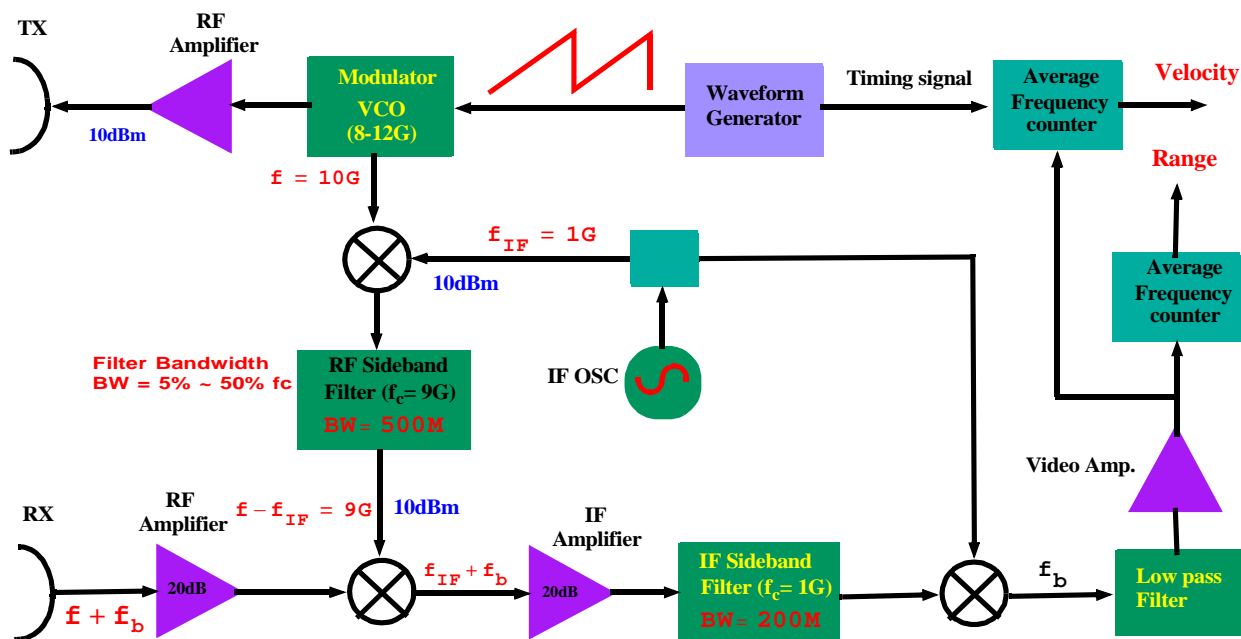 TX
RF
Amplifier
10dBm
Modulator
VCO
(8-12G)
Waveform
Generator
Timing signal
Average
Frequency
counter
Velocity
Range
f = 10G
f_IF = 1G
10dBm
IF OSC
Average
Frequency
counter
Filter Bandwidth
BW = 5% ~ 50% fc
RF Sideband
Filter (f_c= 9G)
BW= 500M
Video Amp.
RX
RF
Amplifier
20dB
f + f_b
f – f_IF = 9G
10dBm
f_IF + f_b
IF
Amplifier
20dB
IF Sideband
Filter (f_c= 1G)
BW= 200M
f_b
Low pass
Filter